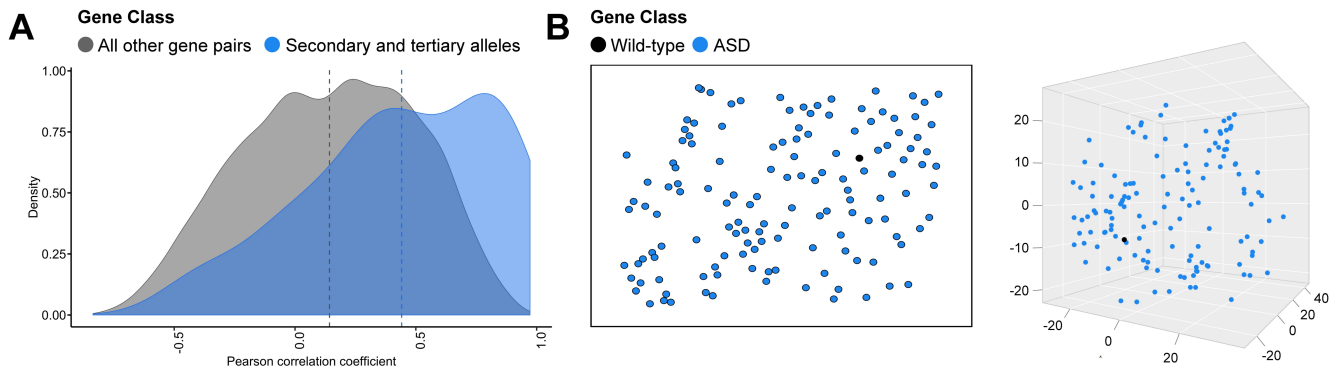 A
Gene Class
All other gene pairs
Secondary and tertiary alleles
1.00
0.75
0.50
0.25
0.00
Density
-0.5
0.0
0.5
1.0
Pearson correlation coefficient
B
Gene Class
Wild-type
ASD
20
10
0
-10
-20
-20
0
20
-20
0
20
40